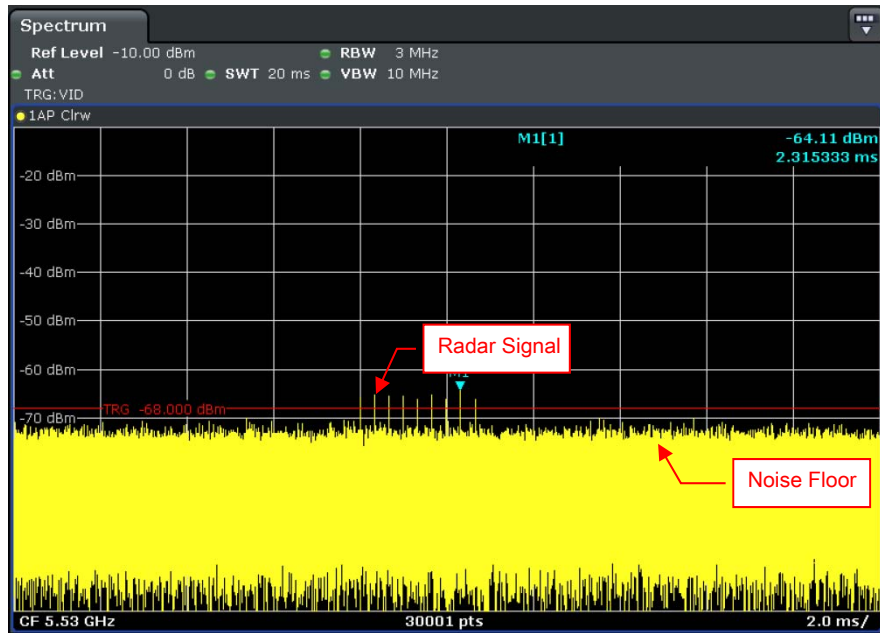 Spectrum
Ref Level -10.00 dBm RBW 3 MHz
Att 0 dB SWT 20 ms VBW 10 MHz
TRG:VID
1AP Clrw
M1[1] -64.11 dBm
2.315333 ms
-20 dBm
-30 dBm
-40 dBm
-50 dBm
Radar Signal
-60 dBm
M1
TRG -68.000 dBm
-70 dBm
Noise Floor
CF 5.53 GHz 30001 pts 2.0 ms/